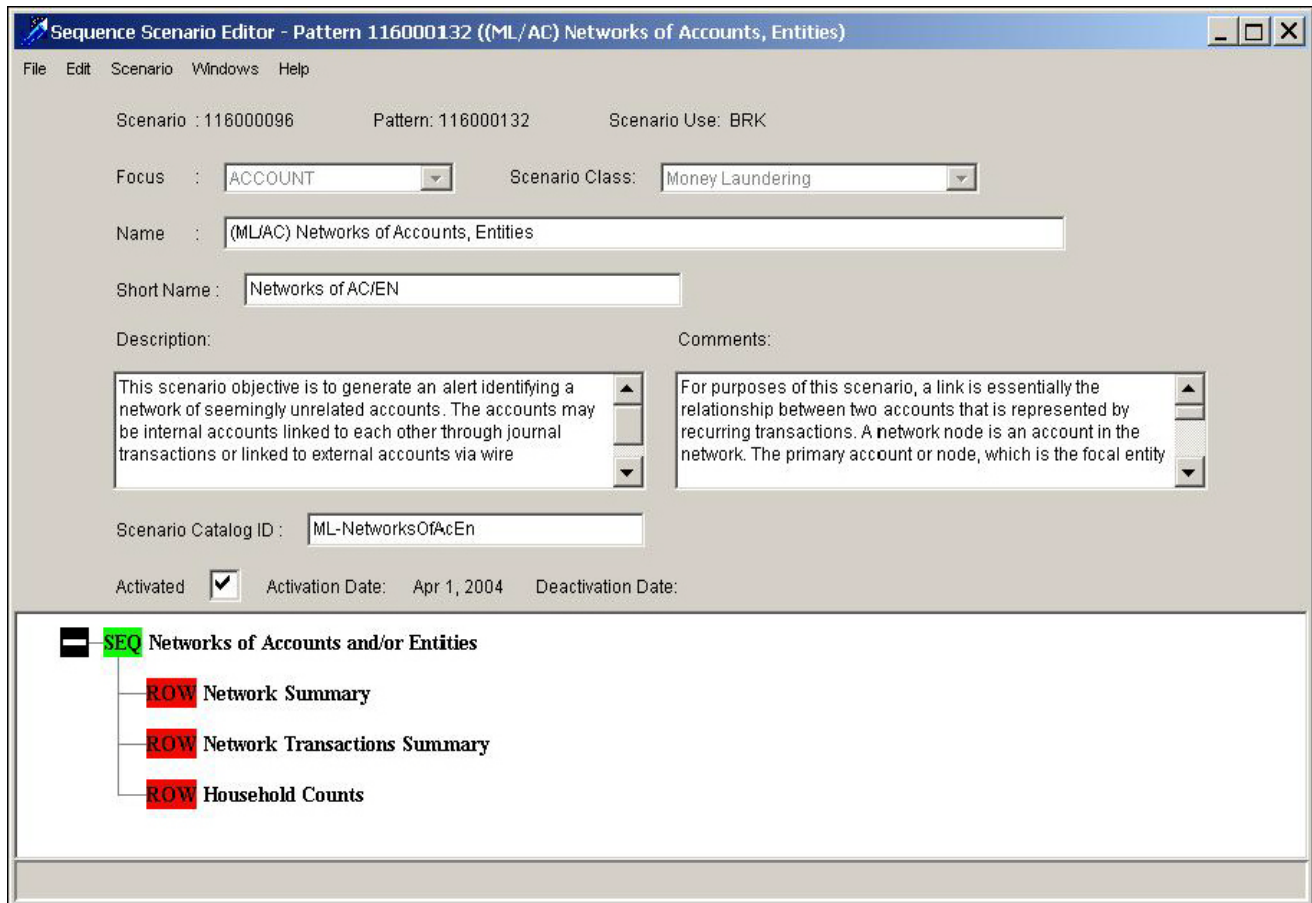 Sequence Scenario Editor - Pattern 116000132 ((ML/AC) Networks of Accounts, Entities)
File Edit Scenario Windows Help
Scenario : 116000096 Pattern: 116000132 Scenario Use: BRK
Focus : ACCOUNT Scenario Class: Money Laundering
Name : (ML/AC) Networks of Accounts, Entities
Short Name : Networks of AC/EN
Description: Comments:
This scenario objective is to generate an alert identifying a
network of seemingly unrelated accounts. The accounts may
be internal accounts linked to each other through journal
transactions or linked to external accounts via wire
For purposes of this scenario, a link is essentially the
relationship between two accounts that is represented by
recurring transactions. A network node is an account in the
network. The primary account or node, which is the focal entity
Scenario Catalog ID : ML-NetworksOfAcEn
Activated Activation Date: Apr 1, 2004 Deactivation Date:
SEQ Networks of Accounts and/or Entities
ROW Network Summary
ROW Network Transactions Summary
ROW Household Counts